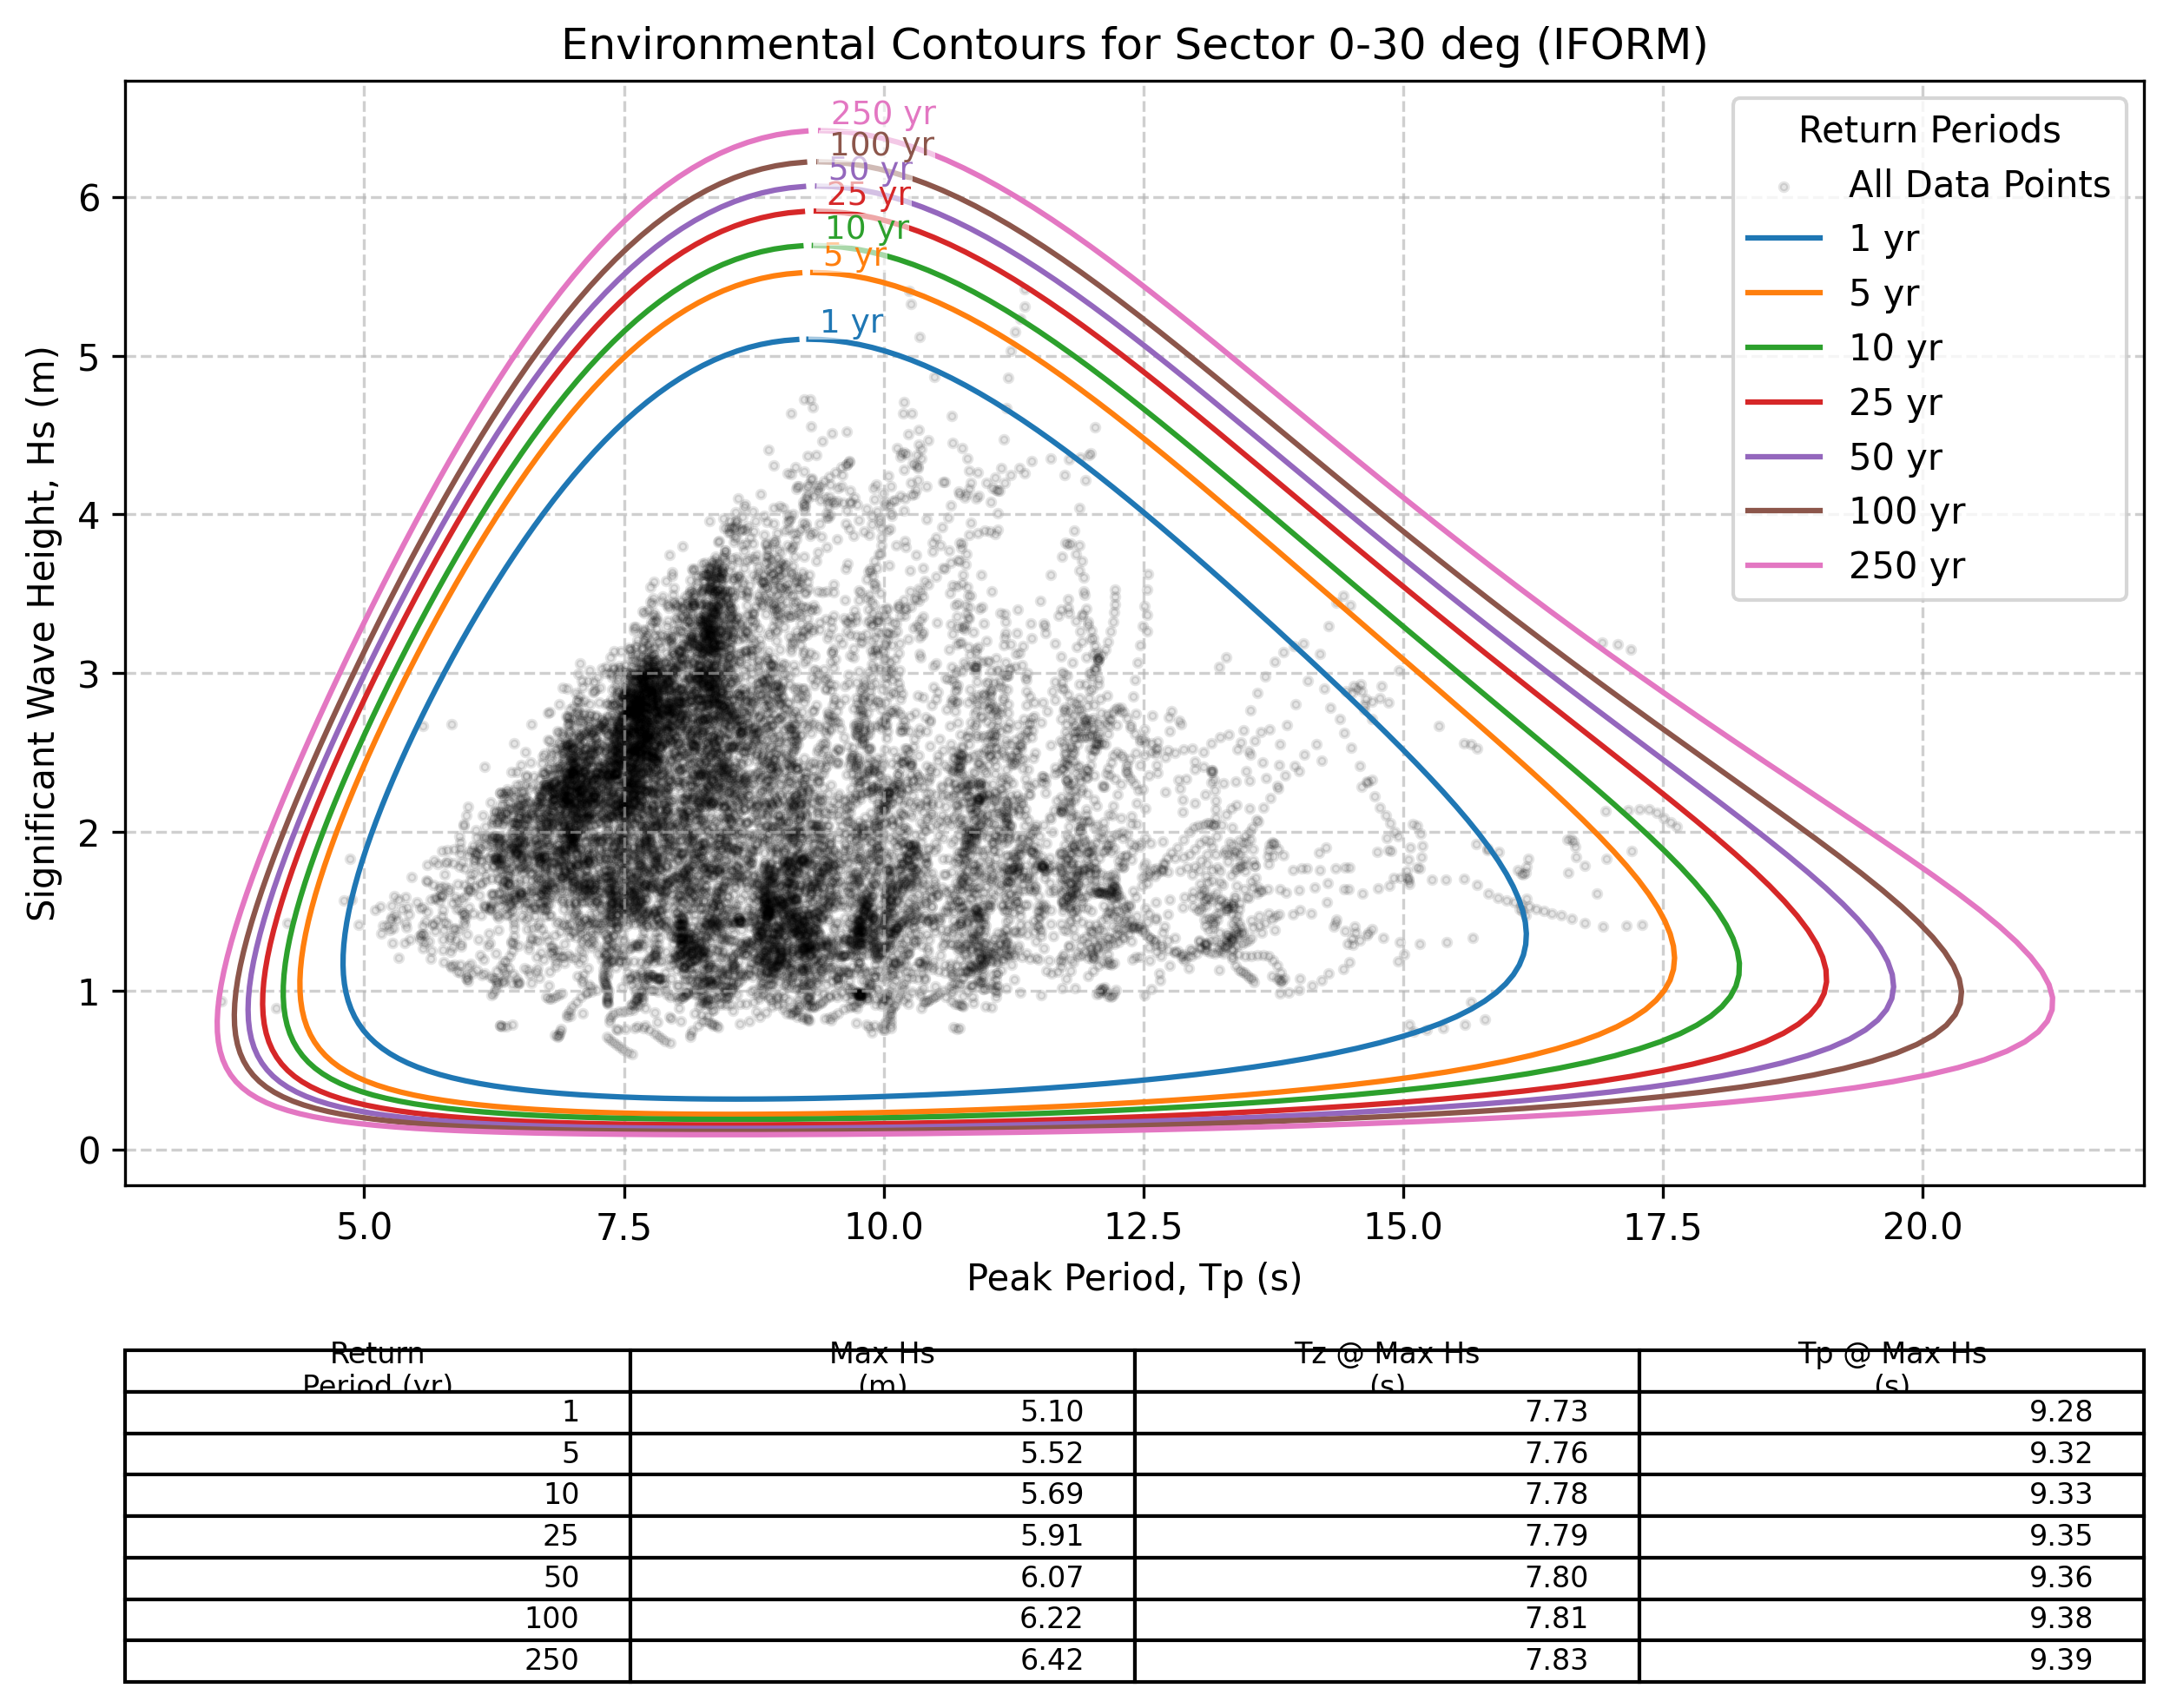 Environmental Contours for Sector 0-30 deg (IFORM)
Significant Wave Height, Hs (m)
6
5
4
3
2
1
0
250 yr
100 yr
50 yr
25 yr
10 yr
5 yr
1 yr
Return Periods
All Data Points
1 yr
5 yr
10 yr
25 yr
50 yr
100 yr
250 yr
5.0 7.5 10.0 12.5 15.0 17.5 20.0
Peak Period, Tp (s)
Return Period (yr) Max Hs (m) Tz @ Max Hs (s) Tp @ Max Hs (s)
1 5.10 7.73 9.28
5 5.52 7.76 9.32
10 5.69 7.78 9.33
25 5.91 7.79 9.35
50 6.07 7.80 9.36
100 6.22 7.81 9.38
250 6.42 7.83 9.39